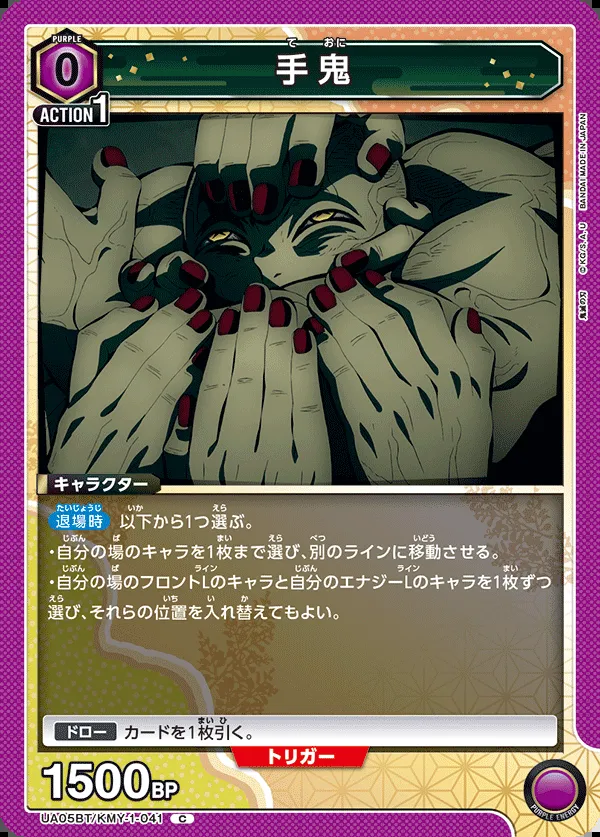 PURPLE
0
ACTION 1
て おに
手鬼
BANDAI MADE IN JAPAN
©KG/S,A,U
鬼滅の刃
キャラクター
たいじょうじ いか えら
退場時 以下から1つ選ぶ。
じぶん ば まい えら べつ いどう
・自分の場のキャラを1枚まで選び、別のラインに移動させる。
じぶん ば ライン じぶん ライン まい
・自分の場のフロントLのキャラと自分のエナジーLのキャラを1枚ずつ
えら いち い か
選び、それらの位置を入れ替えてもよい。
まい ひ
ドロー カードを1枚引く。
トリガー
1500BP
UA05BT/KMY-1-041 C
PURPLE ENERGY